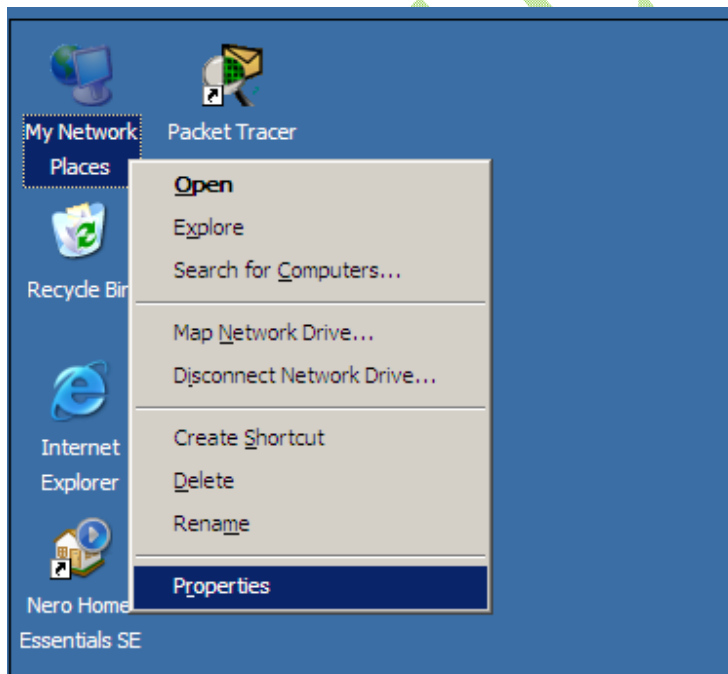 My Network
Places
Packet Tracer
Recycle Bin
Internet
Explorer
Nero Home
Essentials SE
Open
Explore
Search for Computers...
Map Network Drive...
Disconnect Network Drive...
Create Shortcut
Delete
Rename
Properties